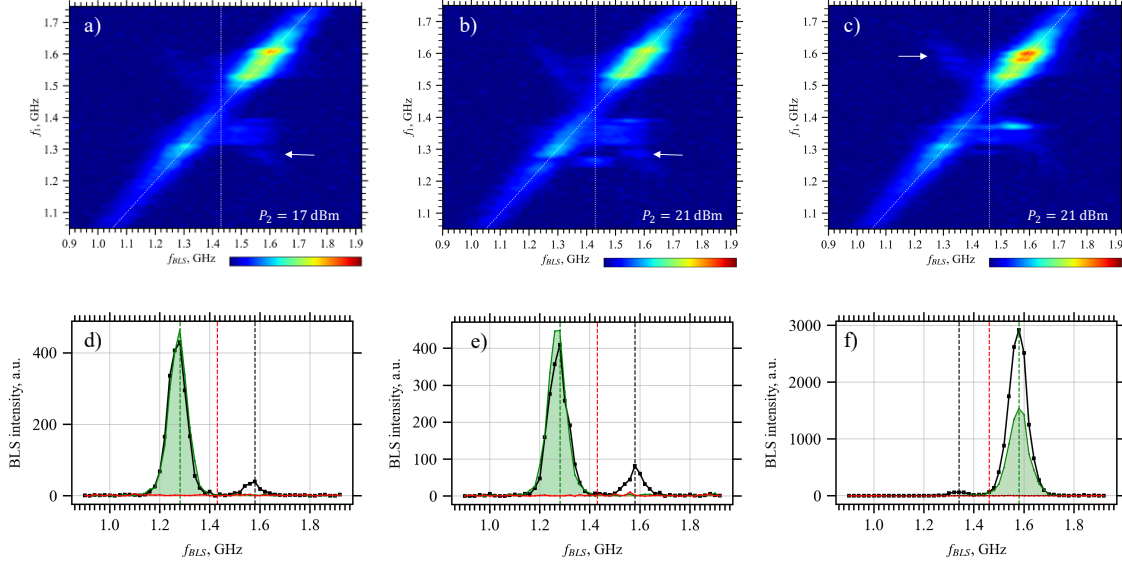 a)
f₁, GHz
1.7
1.6
1.5
1.4
1.3
1.2
1.1
P₂ = 17 dBm
0.9 1.0 1.1 1.2 1.3 1.4 1.5 1.6 1.7 1.8 1.9
f_BLS, GHz
b)
f₁, GHz
1.7
1.6
1.5
1.4
1.3
1.2
1.1
P₂ = 21 dBm
0.9 1.0 1.1 1.2 1.3 1.4 1.5 1.6 1.7 1.8 1.9
f_BLS, GHz
c)
f₁, GHz
1.7
1.6
1.5
1.4
1.3
1.2
1.1
P₂ = 21 dBm
0.9 1.0 1.1 1.2 1.3 1.4 1.5 1.6 1.7 1.8 1.9
f_BLS, GHz
d)
BLS intensity, a.u.
400
200
0
1.0 1.2 1.4 1.6 1.8
f_BLS, GHz
e)
BLS intensity, a.u.
400
300
200
100
0
1.0 1.2 1.4 1.6 1.8
f_BLS, GHz
f)
BLS intensity, a.u.
3000
2000
1000
0
1.0 1.2 1.4 1.6 1.8
f_BLS, GHz